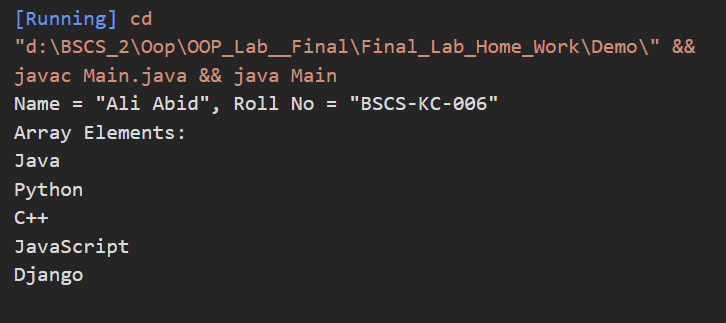 [Running] cd
"d:\BSCS_2\Oop\OOP_Lab__Final\Final_Lab_Home_Work\Demo\" &&
javac Main.java && java Main
Name = "Ali Abid", Roll No = "BSCS-KC-006"
Array Elements:
Java
Python
C++
JavaScript
Django